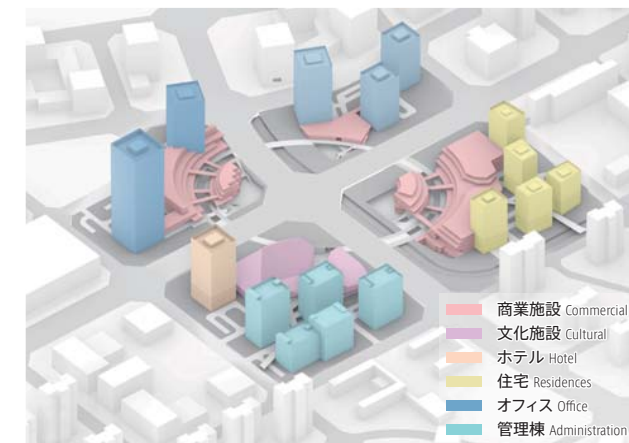 商業施設 Commercial
文化施設 Cultural
ホテル Hotel
住宅 Residences
オフィス Office
管理棟 Administration